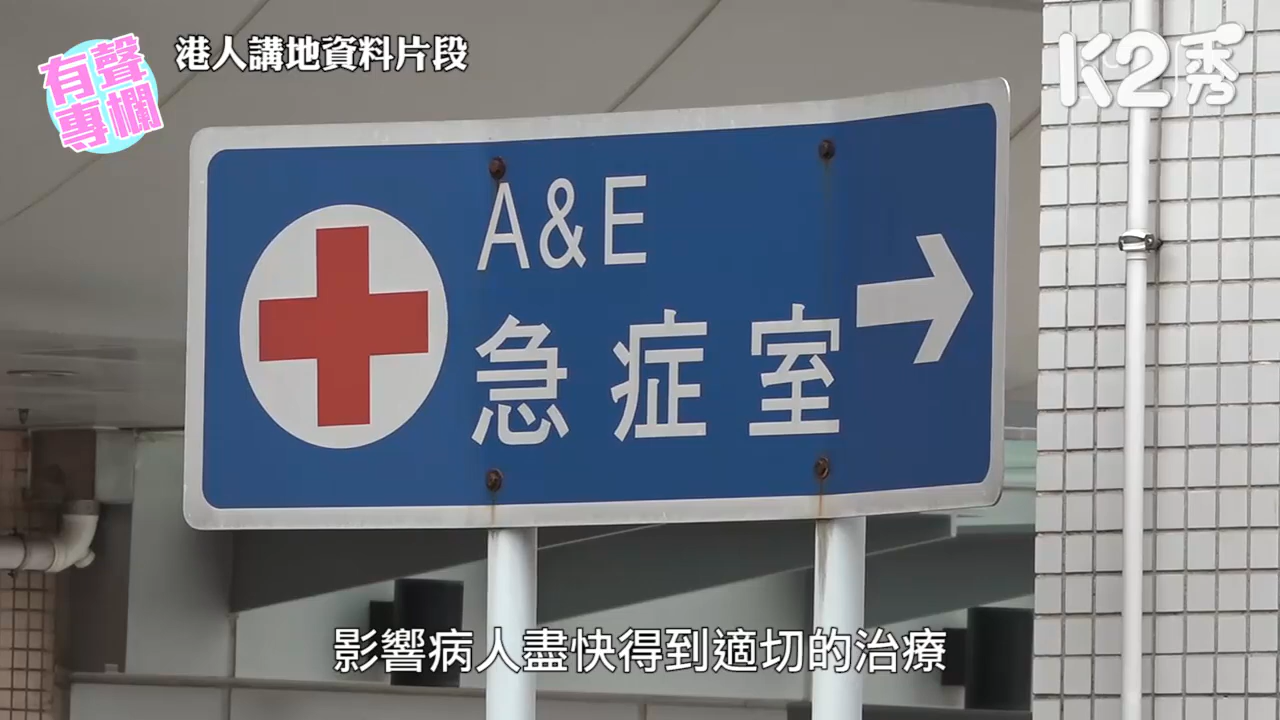 有聲
專欄
港人講地資料片段
K2秀
A&E
急症室
影響病人盡快得到適切的治療